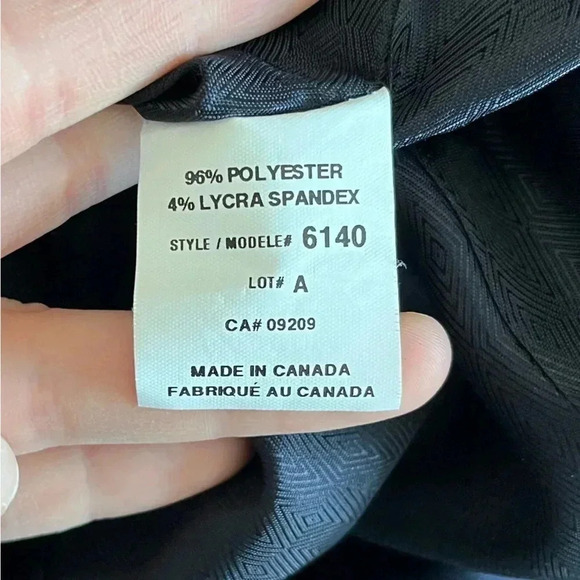 96% POLYESTER
4% LYCRA SPANDEX
STYLE / MODELE# 6140
LOT# A
CA# 09209
MADE IN CANADA
FABRIQUÉ AU CANADA